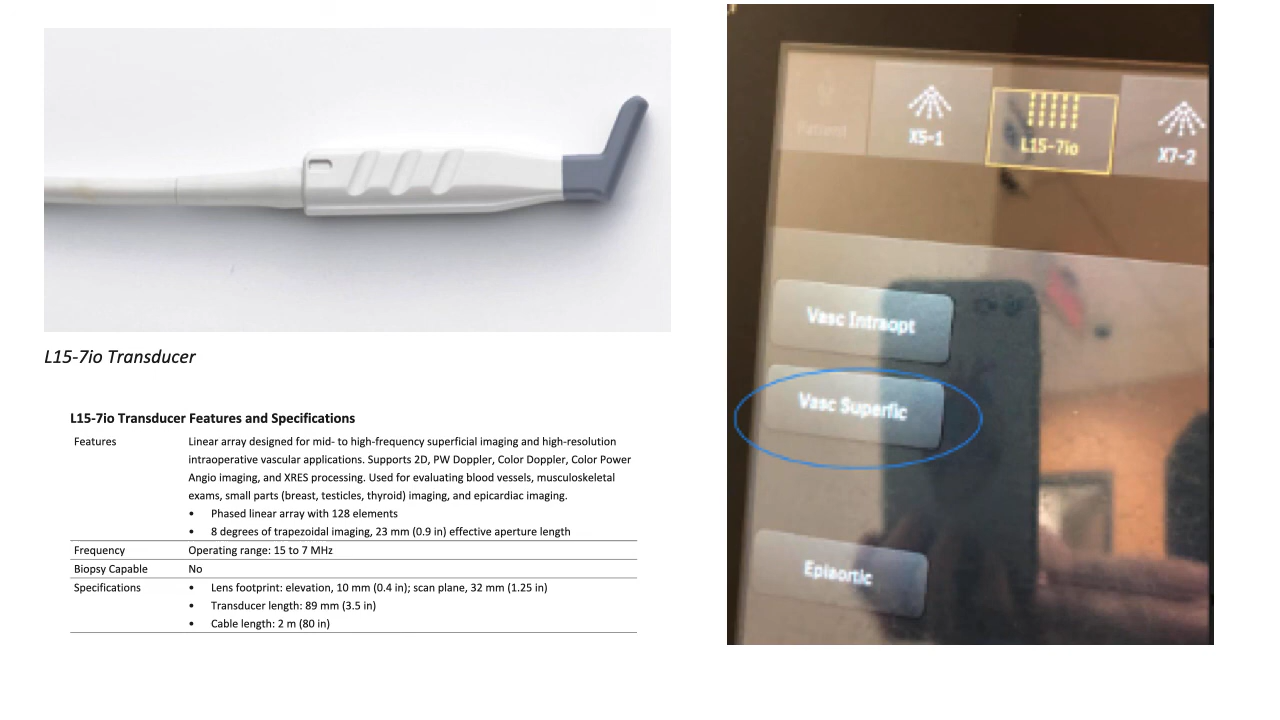 L15-7io Transducer
L15-7io Transducer Features and Specifications
Features
Linear array designed for mid- to high-frequency superficial imaging and high-resolution
intraoperative vascular applications. Supports 2D, PW Doppler, Color Doppler, Color Power
Angio imaging, and XRES processing. Used for evaluating blood vessels, musculoskeletal
exams, small parts (breast, testicles, thyroid) imaging, and epicardiac imaging.
• Phased linear array with 128 elements
• 8 degrees of trapezoidal imaging, 23 mm (0.9 in) effective aperture length
Frequency
Operating range: 15 to 7 MHz
Biopsy Capable
No
Specifications
• Lens footprint: elevation, 10 mm (0.4 in); scan plane, 32 mm (1.25 in)
• Transducer length: 89 mm (3.5 in)
• Cable length: 2 m (80 in)
Patient
X5-1
L15-7io
X7-2
Vasc Intraopt
Vasc Superfic
Epiaortic